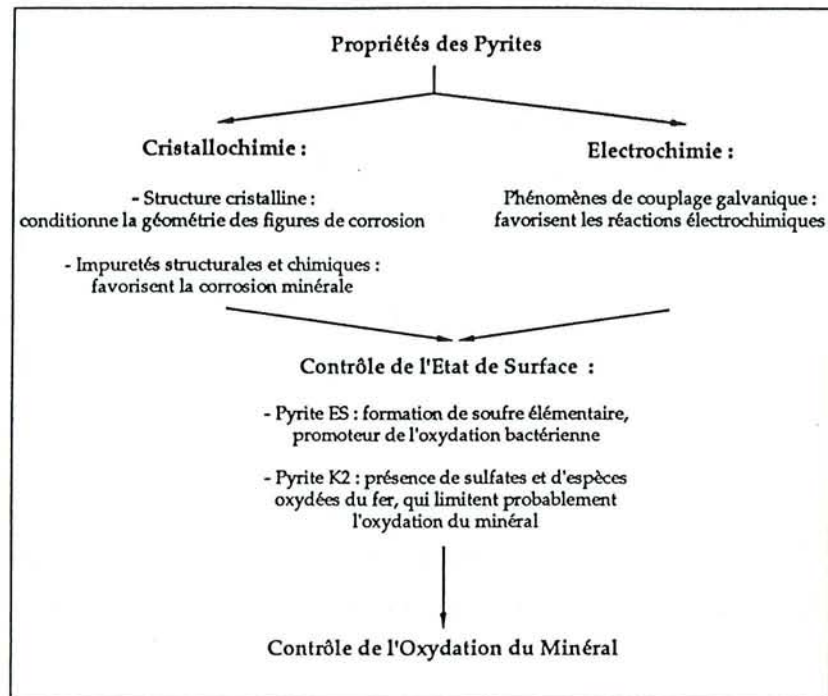 Propriétés des Pyrites
Cristallochimie :
- Structure cristalline :
conditionne la géométrie des figures de corrosion
- Impuretés structurales et chimiques :
favorisent la corrosion minérale
Electrochimie :
Phénomènes de couplage galvanique :
favorisent les réactions électrochimiques
Contrôle de l'Etat de Surface :
- Pyrite ES : formation de soufre élémentaire,
promoteur de l'oxydation bactérienne
- Pyrite K2 : présence de sulfates et d'espèces
oxydées du fer, qui limitent probablement
l'oxydation du minéral
Contrôle de l'Oxydation du Minéral